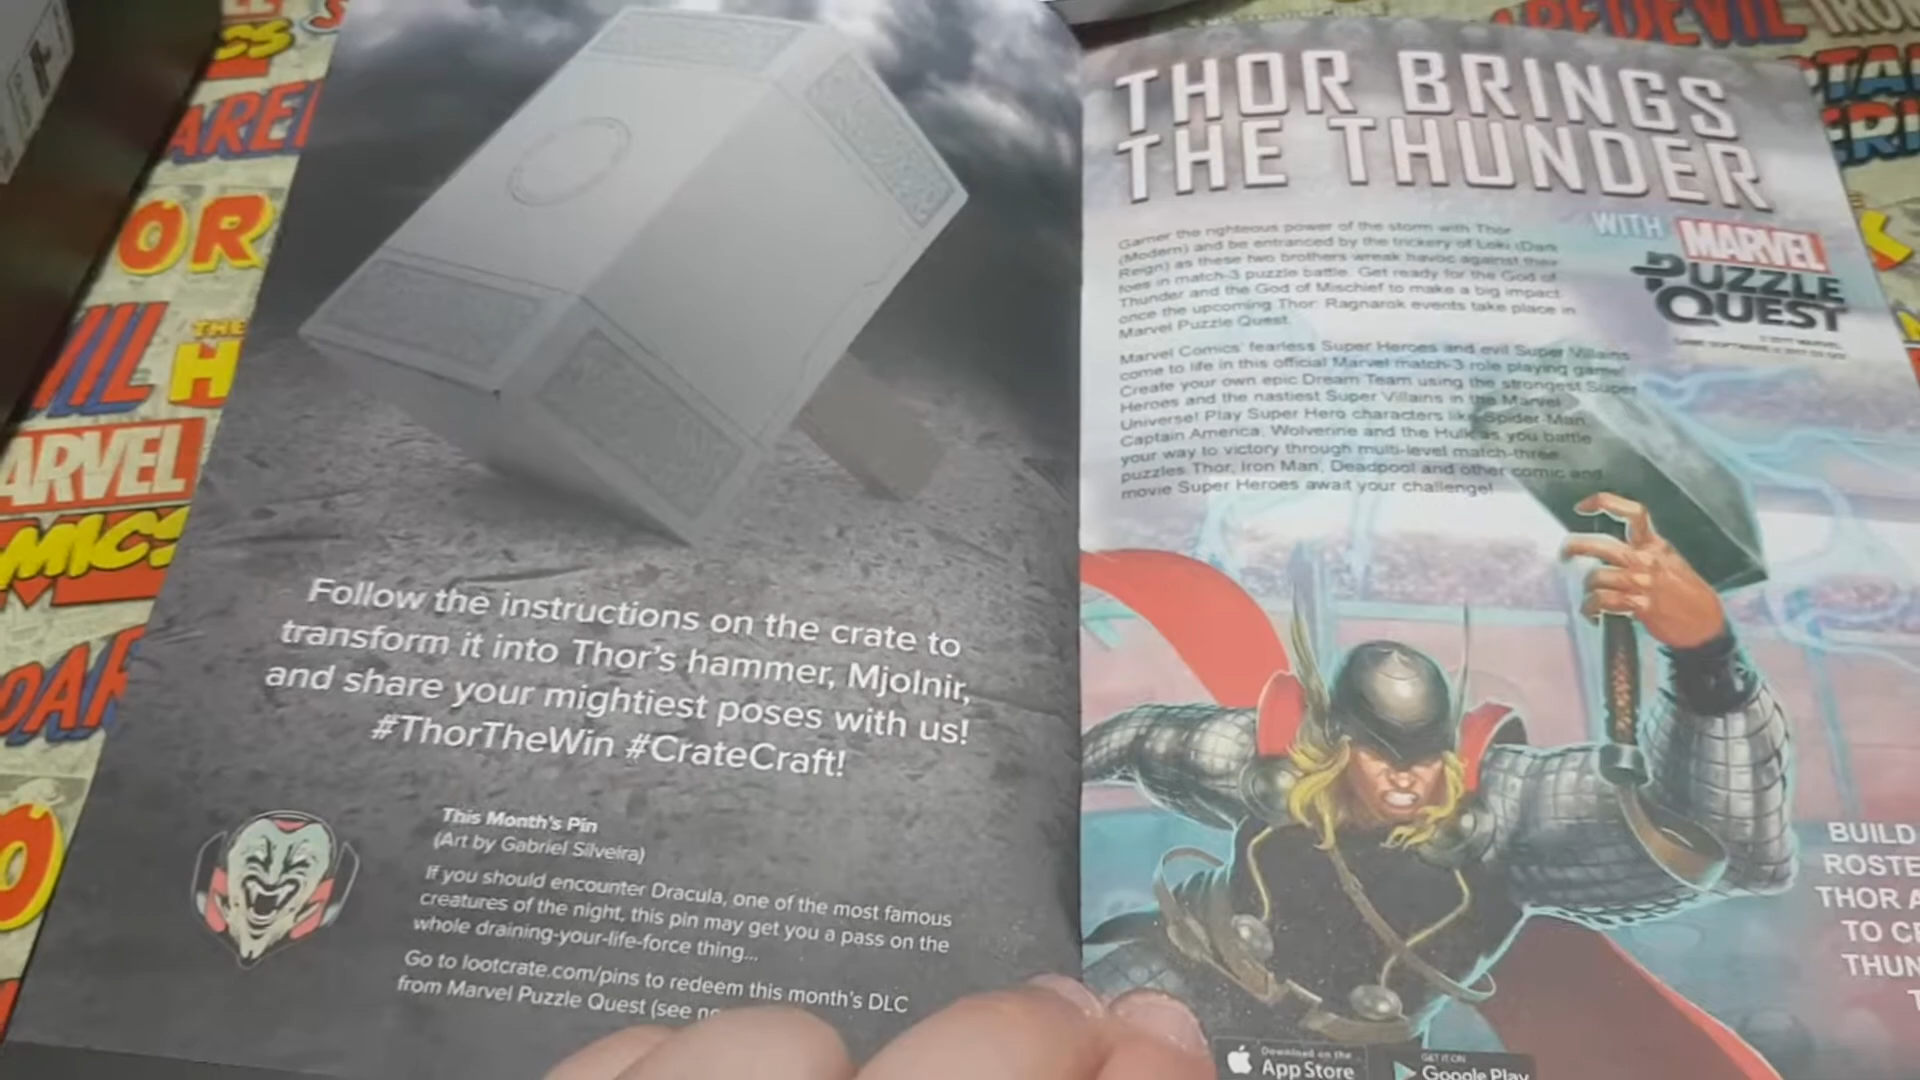 CS
ARE
OR
IL
THE
H
ARVEL
MICS
DAR
O
Follow the instructions on the crate to
transform it into Thor's hammer, Mjolnir,
and share your mightiest poses with us!
#ThorTheWin #CrateCraft!
This Month's Pin
(Art by Gabriel Silveira)
If you should encounter Dracula, one of the most famous
creatures of the night, this pin may get you a pass on the
whole draining-your-life-force thing...
Go to lootcrate.com/pins to redeem this month's DLC
from Marvel Puzzle Quest (see
THOR BRINGS
THE THUNDER
WITH MARVEL
PUZZLE
QUEST
Garner the righteous power of the storm with Thor
(Modern) and be entranced by the trickery of Loki (Dark
Reign) as these two brothers wreak havoc against their
foes in match-3 puzzle battle. Get ready for the God of
Thunder and the God of Mischief to make a big impact
once the upcoming Thor: Ragnarok events take place in
Marvel Puzzle Quest.
Marvel Comics' fearless Super Heroes and evil Super Villains
come to life in this official Marvel match-3 role playing game!
Create your own epic Dream Team using the strongest Super
Heroes and the nastiest Super Villains in the Marvel
Universe! Play Super Hero characters like Spider-Man,
Captain America, Wolverine and the Hulk as you battle
your way to victory through multi-level match-three
puzzles. Thor, Iron Man, Deadpool and other comic and
movie Super Heroes await your challenge!
BUILD
ROSTE
THOR A
TO C
THUN
T
Download on the
App Store
GET IT ON
Google Play
DAREDEVIL
IRON